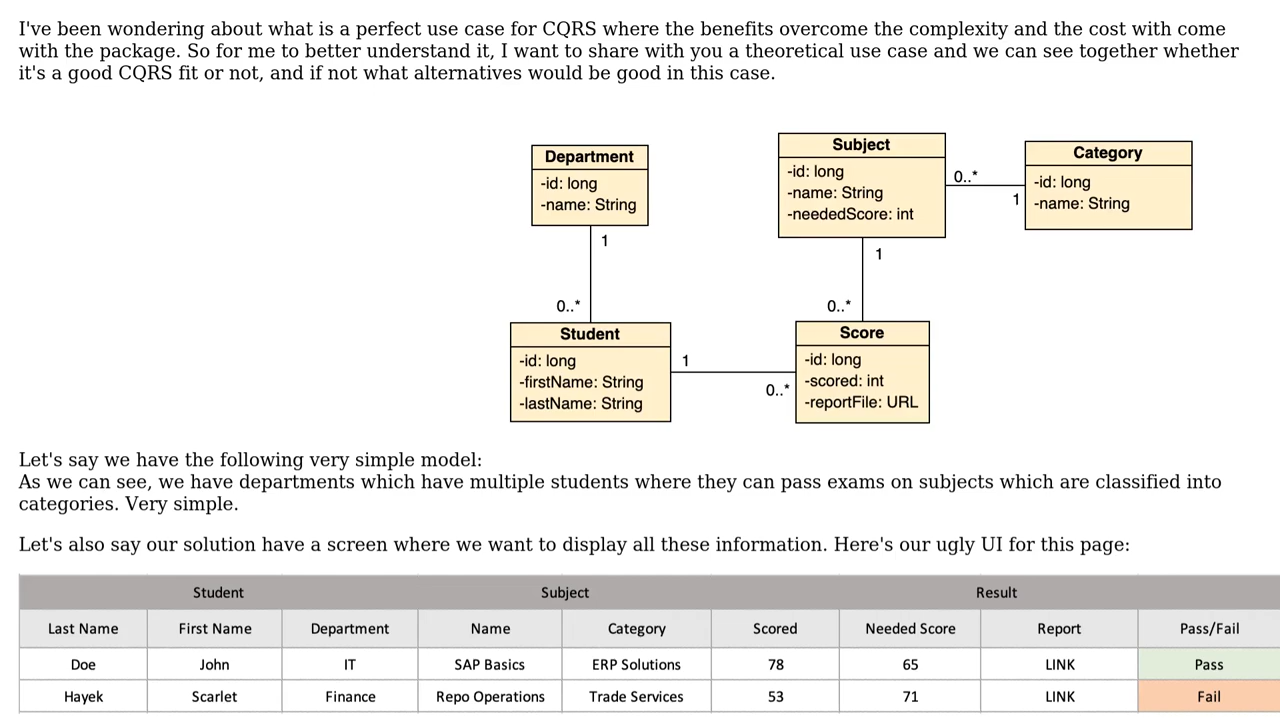 I've been wondering about what is a perfect use case for CQRS where the benefits overcome the complexity and the cost with come
with the package. So for me to better understand it, I want to share with you a theoretical use case and we can see together whether
it's a good CQRS fit or not, and if not what alternatives would be good in this case.
Department
-id: long
-name: String
1
0..*
Student
-id: long
-firstName: String
-lastName: String
1
0..*
Subject
-id: long
-name: String
-neededScore: int
0..*
1
Category
-id: long
-name: String
1
0..*
Score
-id: long
-scored: int
-reportFile: URL
Let's say we have the following very simple model:
As we can see, we have departments which have multiple students where they can pass exams on subjects which are classified into
categories. Very simple.
Let's also say our solution have a screen where we want to display all these information. Here's our ugly UI for this page:
Student Subject Result
Last Name First Name Department Name Category Scored Needed Score Report Pass/Fail
Doe John IT SAP Basics ERP Solutions 78 65 LINK Pass
Hayek Scarlet Finance Repo Operations Trade Services 53 71 LINK Fail